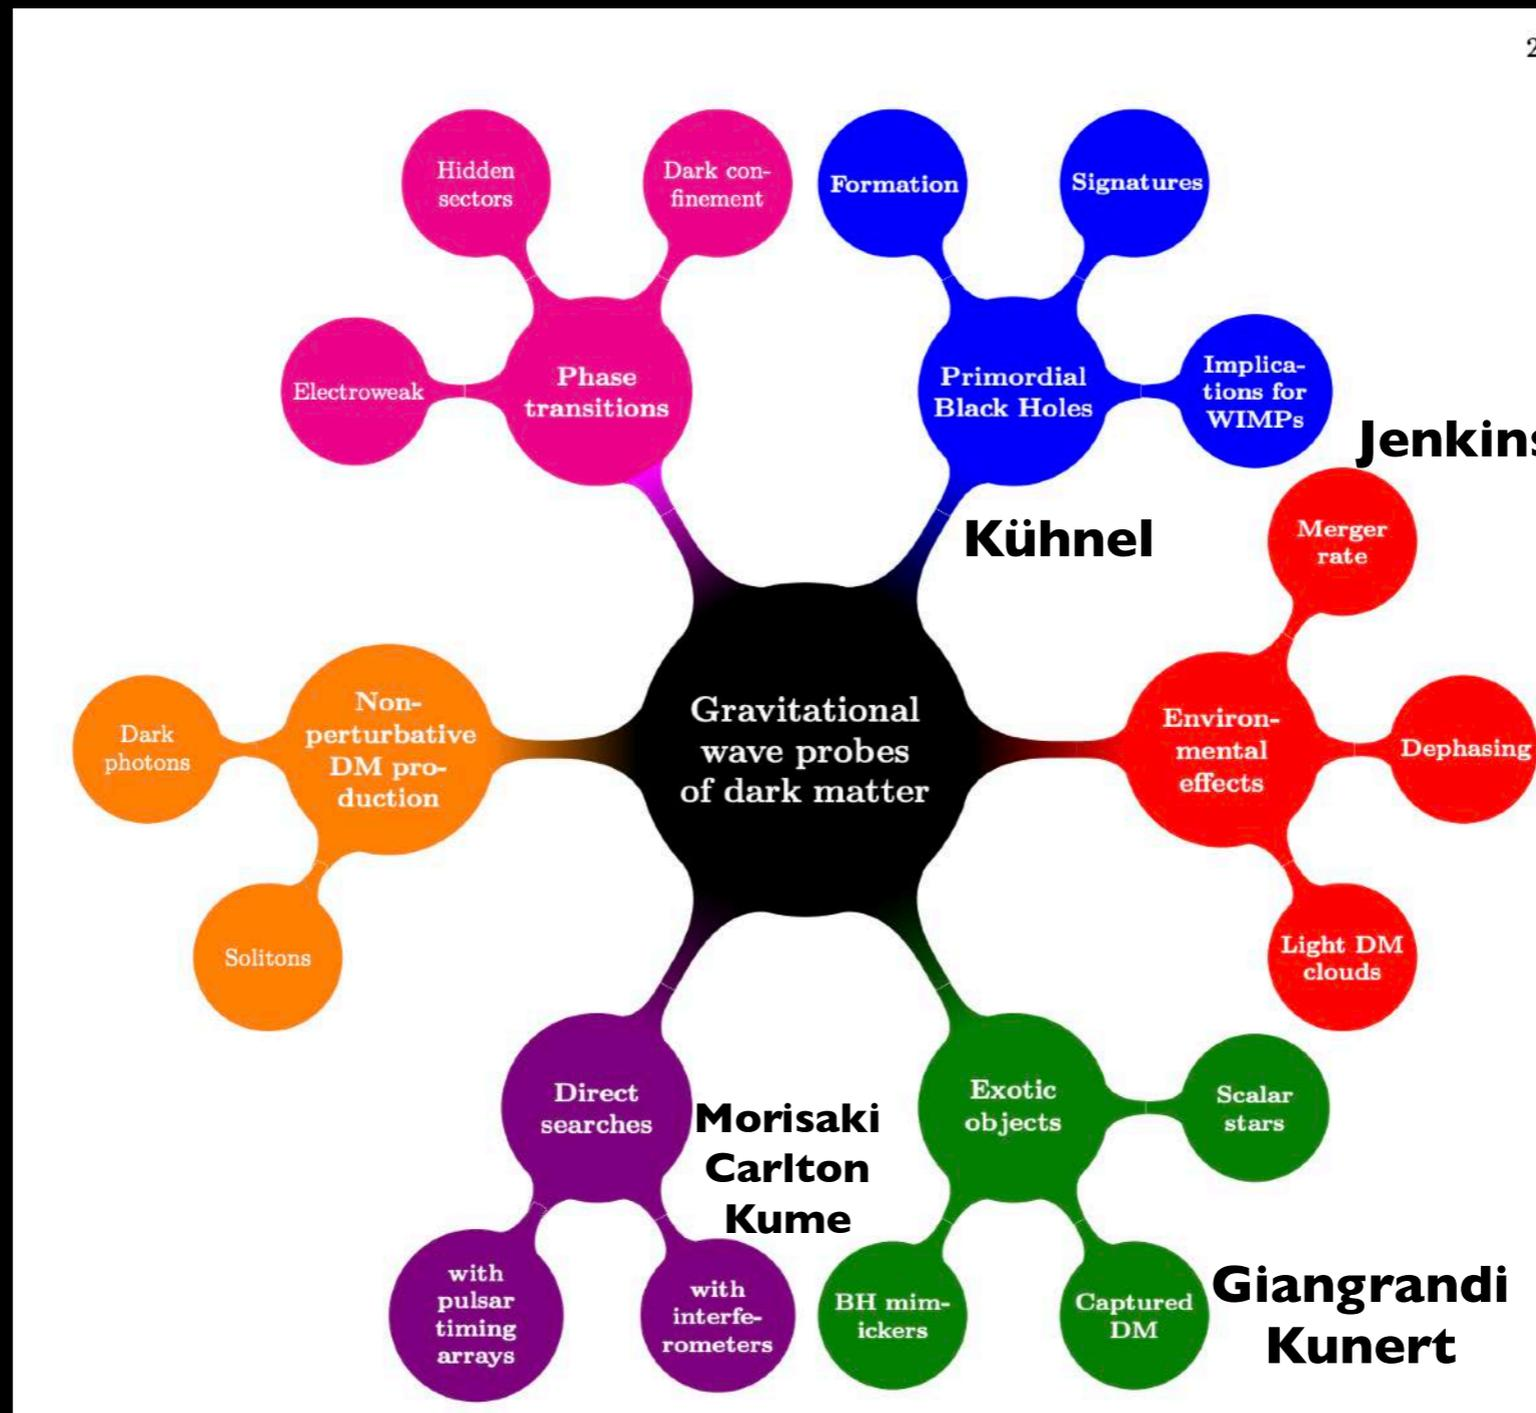 2
Hidden
sectors
Dark con-
finement
Formation
Signatures
Electroweak
Phase
transitions
Primordial
Black Holes
Implica-
tions for
WIMPs
Jenkins
Kühnel
Merger
rate
Dark
photons
Non-
perturbative
DM pro-
duction
Gravitational
wave probes
of dark matter
Environ-
mental
effects
Dephasing
Solitons
Light DM
clouds
Direct
searches
Morisaki
Carlton
Kume
Exotic
objects
Scalar
stars
with
pulsar
timing
arrays
with
interfe-
rometers
BH mim-
ickers
Captured
DM
Giangrandi
Kunert